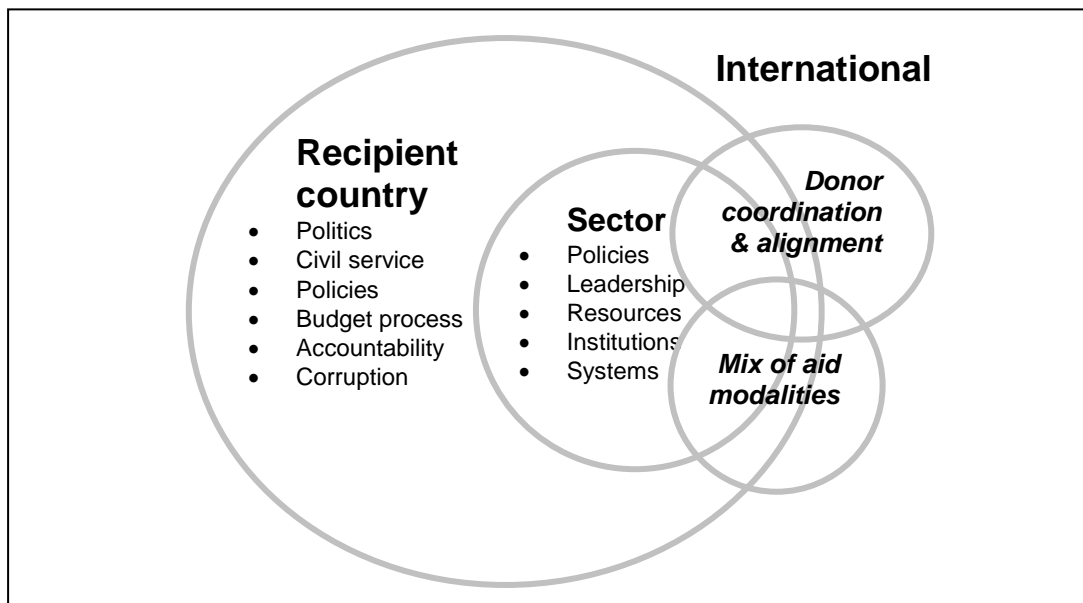 International
Recipient
country
• Politics
• Civil service
• Policies
• Budget process
• Accountability
• Corruption
Sector
• Policies
• Leadership
• Resources
• Institutions
• Systems
Donor
coordination
& alignment
Mix of aid
modalities